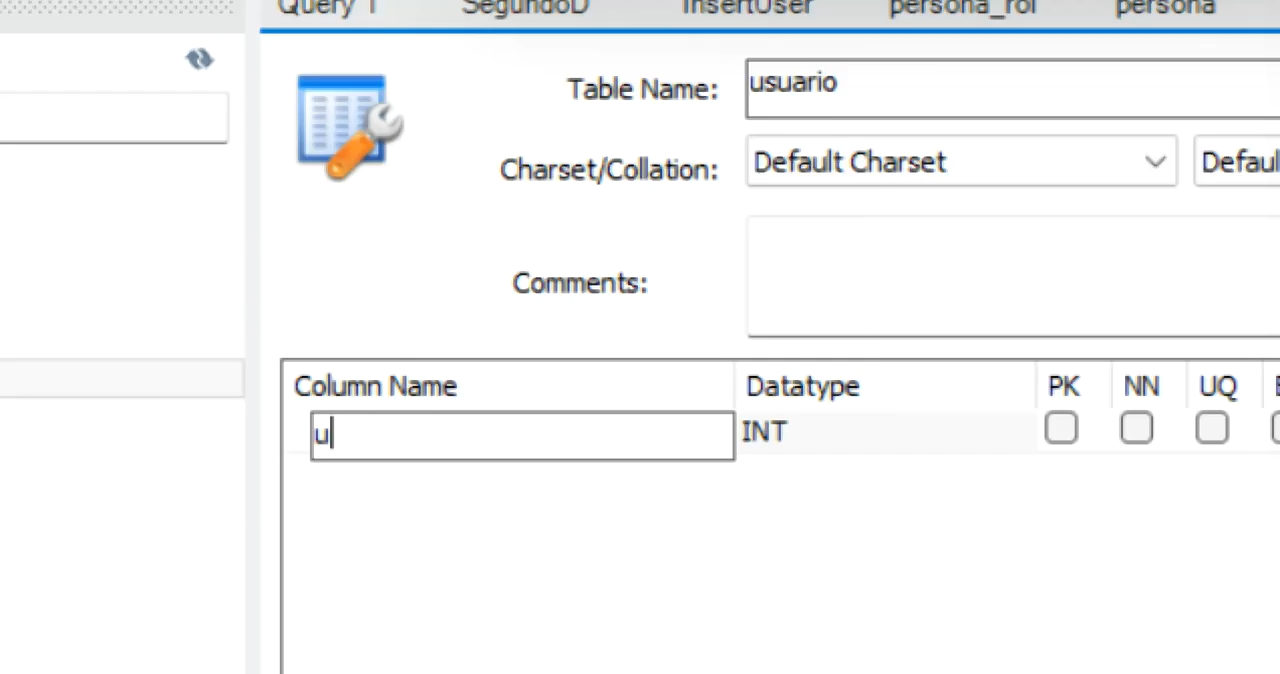 Query 1 SegundoD InsertUser persona_rol persona
Table Name: usuario
Charset/Collation: Default Charset Defaul
Comments:
Column Name Datatype PK NN UQ
u INT